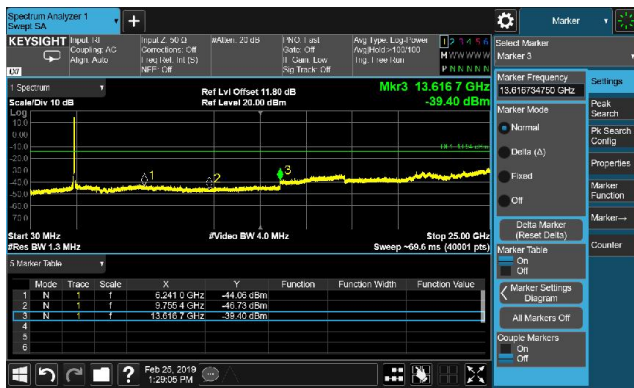 Spectrum Analyzer 1
Swept SA
Marker
KEYSIGHT
Input: RF
Coupling: AC
Align: Auto
Input Z: 50 Ω
Corrections: Off
Freq Ref: Int (S)
NFE: Off
#Atten: 20 dB
PNO: Fast
Gate: Off
IF Gain: Low
Sig Track: Off
Avg Type: Log-Power
Avg|Hold:>100/100
Trig: Free Run
1 2 3 4 5 6
M W W W W W
P N N N N N
LXI
Select Marker
Marker 3
1 Spectrum
Scale/Div 10 dB
Ref Lvl Offset 11.80 dB
Ref Level 20.00 dBm
Mkr3 13.616 7 GHz
-39.40 dBm
Log
10.0
0.00
-10.0
-20.0
-30.0
-40.0
-50.0
-60.0
-70.0
1
2
3
Start 30 MHz
#Res BW 1.3 MHz
#Video BW 4.0 MHz
Stop 25.00 GHz
Sweep ~69.6 ms (40001 pts)
5 Marker Table
Mode Trace Scale X Y Function Function Width Function Value
1 N 1 f 6.241 0 GHz -44.06 dBm
2 N 1 f 9.755 4 GHz -46.73 dBm
3 N 1 f 13.616 7 GHz -39.40 dBm
4
5
6
Marker Frequency
13.616734750 GHz
Marker Mode
Normal
Delta (Δ)
Fixed
Off
Delta Marker
(Reset Delta)
Marker Table
On
Off
Marker Settings
Diagram
All Markers Off
Couple Markers
On
Off
Settings
Peak
Search
Pk Search
Config
Properties
Marker
Function
Marker→
Counter
?
Feb 25, 2019
1:29:05 PM